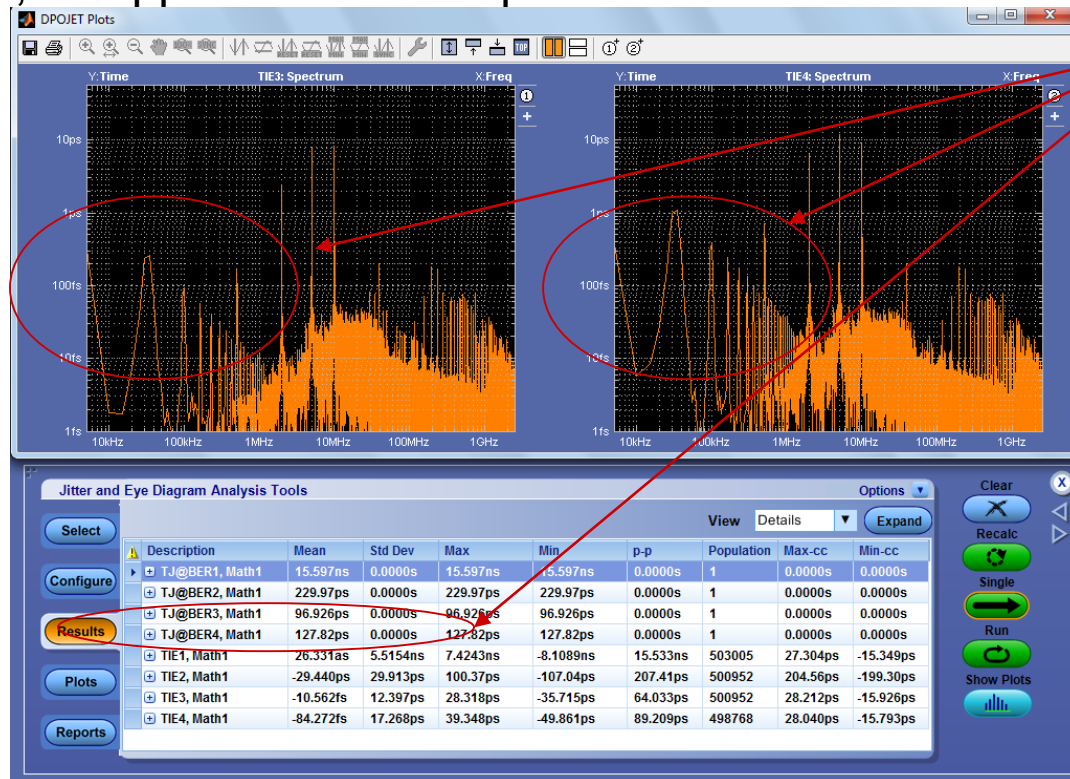 DPOJET Plots
Y:Time TIE3: Spectrum X:Freq
10ps
1ps
100fs
10fs
1fs
10kHz 100kHz 1MHz 10MHz 100MHz 1GHz
1
+
Y:Time TIE4: Spectrum X:Freq
10ps
1ps
100fs
10fs
1fs
10kHz 100kHz 1MHz 10MHz 100MHz 1GHz
2
+
Jitter and Eye Diagram Analysis Tools
Options
View Details Expand
Select
Configure
Results
Plots
Reports
Description Mean Std Dev Max Min p-p Population Max-cc Min-cc
TJ@BER1, Math1 15.597ns 0.0000s 15.597ns 15.597ns 0.0000s 1 0.0000s 0.0000s
TJ@BER2, Math1 229.97ps 0.0000s 229.97ps 229.97ps 0.0000s 1 0.0000s 0.0000s
TJ@BER3, Math1 96.926ps 0.0000s 96.926ps 96.926ps 0.0000s 1 0.0000s 0.0000s
TJ@BER4, Math1 127.82ps 0.0000s 127.82ps 127.82ps 0.0000s 1 0.0000s 0.0000s
TIE1, Math1 26.331as 5.5154ns 7.4243ns -8.1089ns 15.533ns 503005 27.304ps -15.349ps
TIE2, Math1 -29.440ps 29.913ps 100.37ps -107.04ps 207.41ps 500952 204.56ps -199.30ps
TIE3, Math1 -10.562fs 12.397ps 28.318ps -35.715ps 64.033ps 500952 28.212ps -15.926ps
TIE4, Math1 -84.272fs 17.268ps 39.348ps -49.861ps 89.209ps 498768 28.040ps -15.793ps
Clear
Recalc
Single
Run
Show Plots